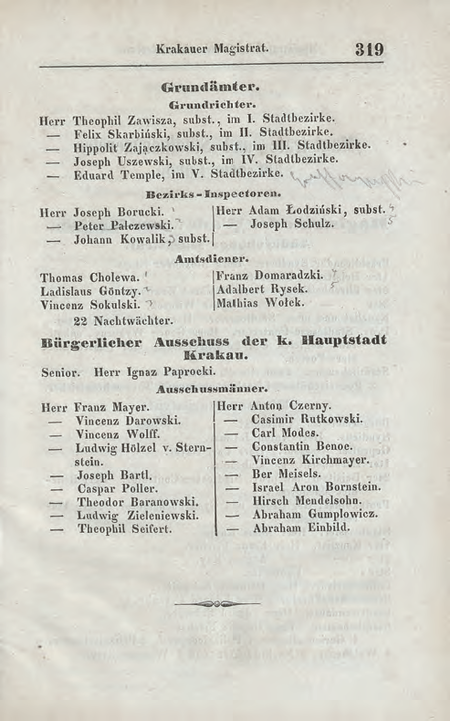 Krakauer Magistrat. 319
Grundämter.
Grundrichter.
Herr Theophil Zawisza, subst., im I. Stadtbezirke.
— Felix Skarbiński, subst., im II. Stadtbezirke.
— Hippolit Zajączkowski, subst., im III. Stadtbezirke.
— Joseph Uszewski, subst., im IV. Stadtbezirke.
— Eduard Temple, im V. Stadtbezirke.
Bezirks-Inspectoren.
Herr Joseph Borucki.
— Peter Pałczewski.
— Johann Kowalik, subst.
Herr Adam Łodziński, subst.
— Joseph Schulz.
Amtsdiener.
Thomas Cholewa.
Ladislaus Göntzy.
Vincenz Sokulski.
Franz Domaradzki.
Adalbert Rysek.
Mathias Wołek.
22 Nachtwächter.
Bürgerlicher Ausschuss der k. Hauptstadt
Krakau.
Senior. Herr Ignaz Paprocki.
Ausschussmänner.
Herr Franz Mayer.
— Vincenz Darowski.
— Vincenz Wolff.
— Ludwig Hölzel v. Stern-
stein.
— Joseph Bartl.
— Caspar Poller.
— Theodor Baranowski.
— Ludwig Zieleniewski.
— Theophil Seifert.
Herr Anton Czerny.
— Casimir Rutkowski.
— Carl Modes.
— Constantin Benoe.
— Vincenz Kirchmayer.
— Ber Meisels.
— Israel Aron Bornstein.
— Hirsch Mendelsohn.
— Abraham Gumplowicz.
— Abraham Einbild.